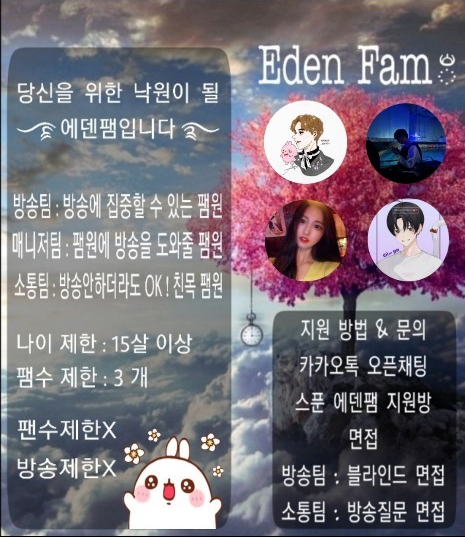 당신을 위한 낙원이 될
에덴팸입니다
방송팀 : 방송에 집중할 수 있는 팸원
매니저팀 : 팸원에 방송을 도와줄 팸원
소통팀 : 방송안하더라도 OK ! 친목 팸원
나이 제한 : 15살 이상
팸수 제한 : 3 개
팬수제한X
방송제한X
Eden Fam
지원 방법 & 문의
카카오톡 오픈채팅
스푼 에덴팸 지원방
면접
방송팀 : 블라인드 면접
소통팀 : 방송질문 면접